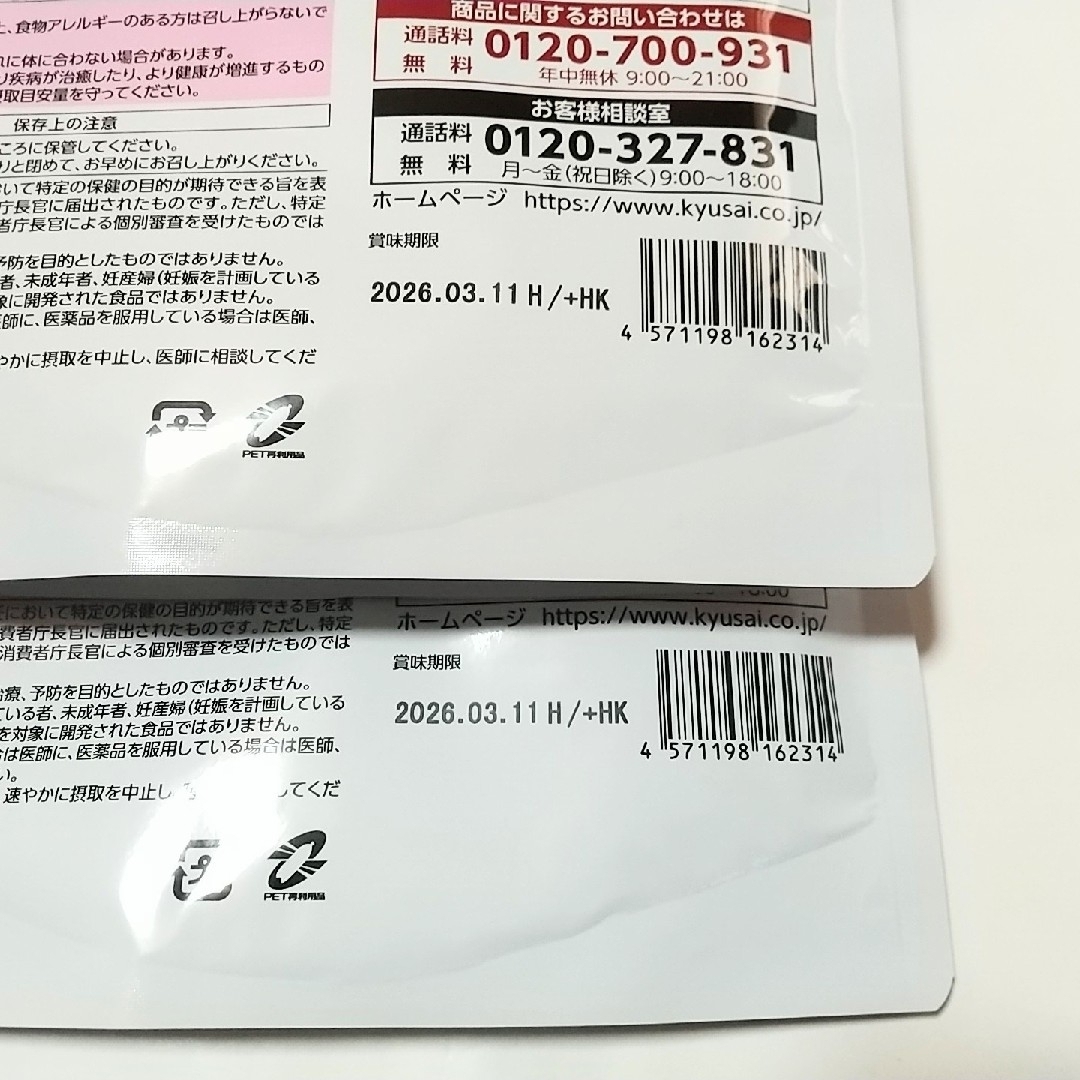 、食物アレルギーのある方は召し上がらないで
に体に合わない場合があります。
り疾病が治癒したり、より健康が増進するもの
摂取目安量を守ってください。
保存上の注意
ころに保管してください。
りと閉めて、お早めにお召し上がりください。
おいて特定の保健の目的が期待できる旨を表
庁長官に届出されたものです。ただし、特定
者庁長官による個別審査を受けたものでは
予防を目的としたものではありません。
者、未成年者、妊産婦(妊娠を計画している
象に開発された食品ではありません。
医師に、医薬品を服用している場合は医師、
やかに摂取を中止し、医師に相談してくだ
PET再利用品
商品に関するお問い合わせは
通話料
無 料
0120-700-931
年中無休 9:00〜21:00
お客様相談室
通話料
無 料
0120-327-831
月〜金(祝日除く)9:00〜18:00
ホームページ https://www.kyusai.co.jp/
賞味期限
2026.03.11 H/+HK
4 571198 162314
において特定の保健の目的が期待できる旨を表
費者庁長官に届出されたものです。ただし、特定
消費者庁長官による個別審査を受けたものでは
治療、予防を目的としたものではありません。
ている者、未成年者、妊産婦(妊娠を計画している
を対象に開発された食品ではありません。
合は医師に、医薬品を服用している場合は医師、
い。
速やかに摂取を中止し てくだ
PET再利用品
18:00
ホームページ https://www.kyusai.co.jp/
賞味期限
2026.03.11 H/+HK
4 571198 162314